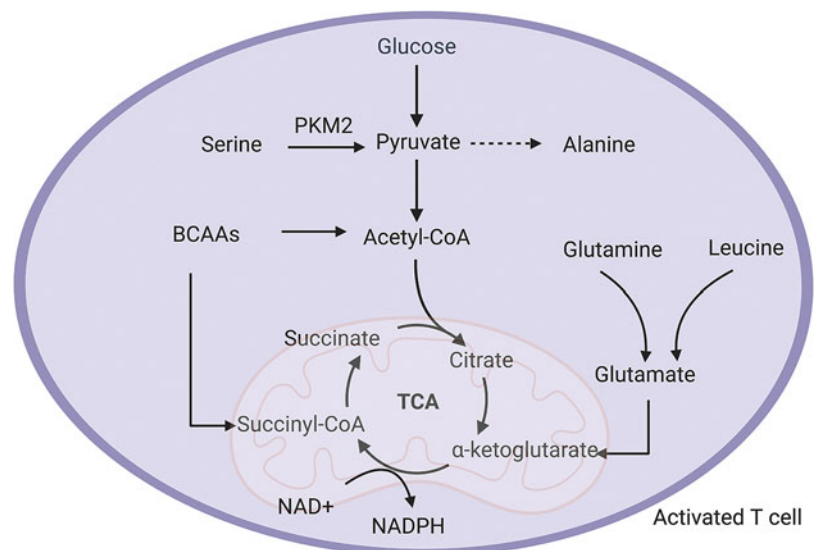 Glucose
PKM2
Serine
Pyruvate
Alanine
BCAAs
Acetyl-CoA
Glutamine
Leucine
Succinate
Citrate
Glutamate
TCA
Succinyl-CoA
α-ketoglutarate
NAD+
NADPH
Activated T cell